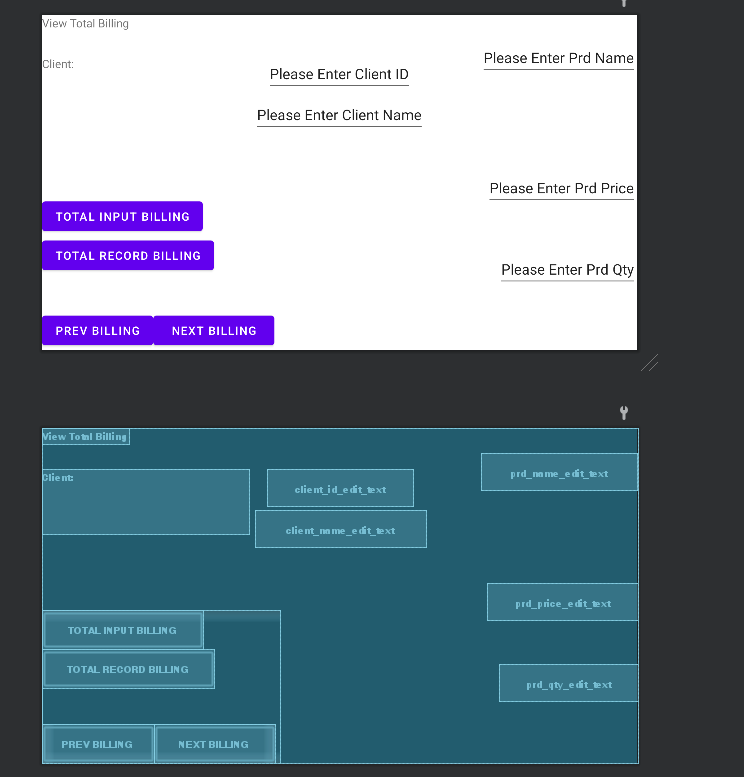 View Total Billing
Please Enter Prd Name
Client:
Please Enter Client ID
Please Enter Client Name
Please Enter Prd Price
TOTAL INPUT BILLING
TOTAL RECORD BILLING
Please Enter Prd Qty
PREV BILLING NEXT BILLING
View Total Billing
prd_name_edit_text
Client:
client_id_edit_text
client_name_edit_text
prd_price_edit_text
TOTAL INPUT BILLING
TOTAL RECORD BILLING
prd_qty_edit_text
PREV BILLING NEXT BILLING